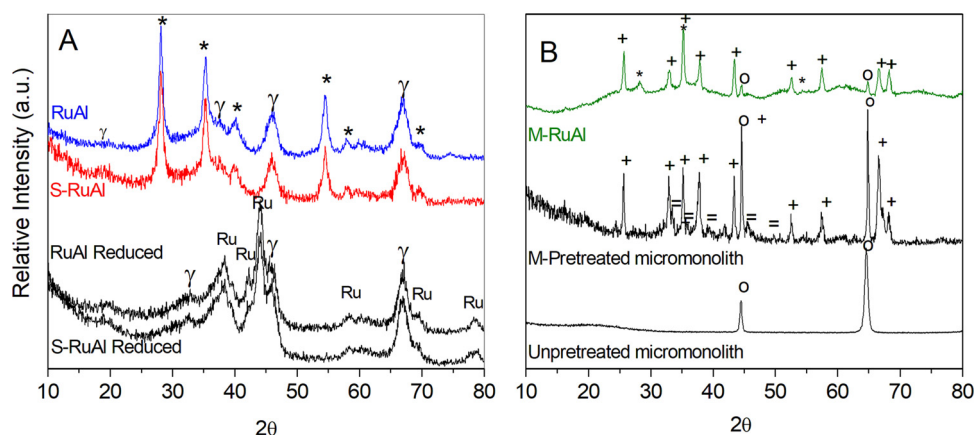 A
*
*
*
*
*
*
γ
γ
γ
γ
RuAl
S-RuAl
Ru
RuAl Reduced
Ru
Ru
γ
γ
γ
Ru
Ru
Ru
S-RuAl Reduced
10 20 30 40 50 60 70 80
2θ
Relative Intensity (a.u.)
B
+
*
+
*
+
+
+
o
+
*
+
o
+
+
M-RuAl
o
+
o
+
+
+
+
+
=
=
=
=
=
+
+
+
+
M-Pretreated micromonolith
o
o
Unpretreated micromonolith
10 20 30 40 50 60 70 80
2θ